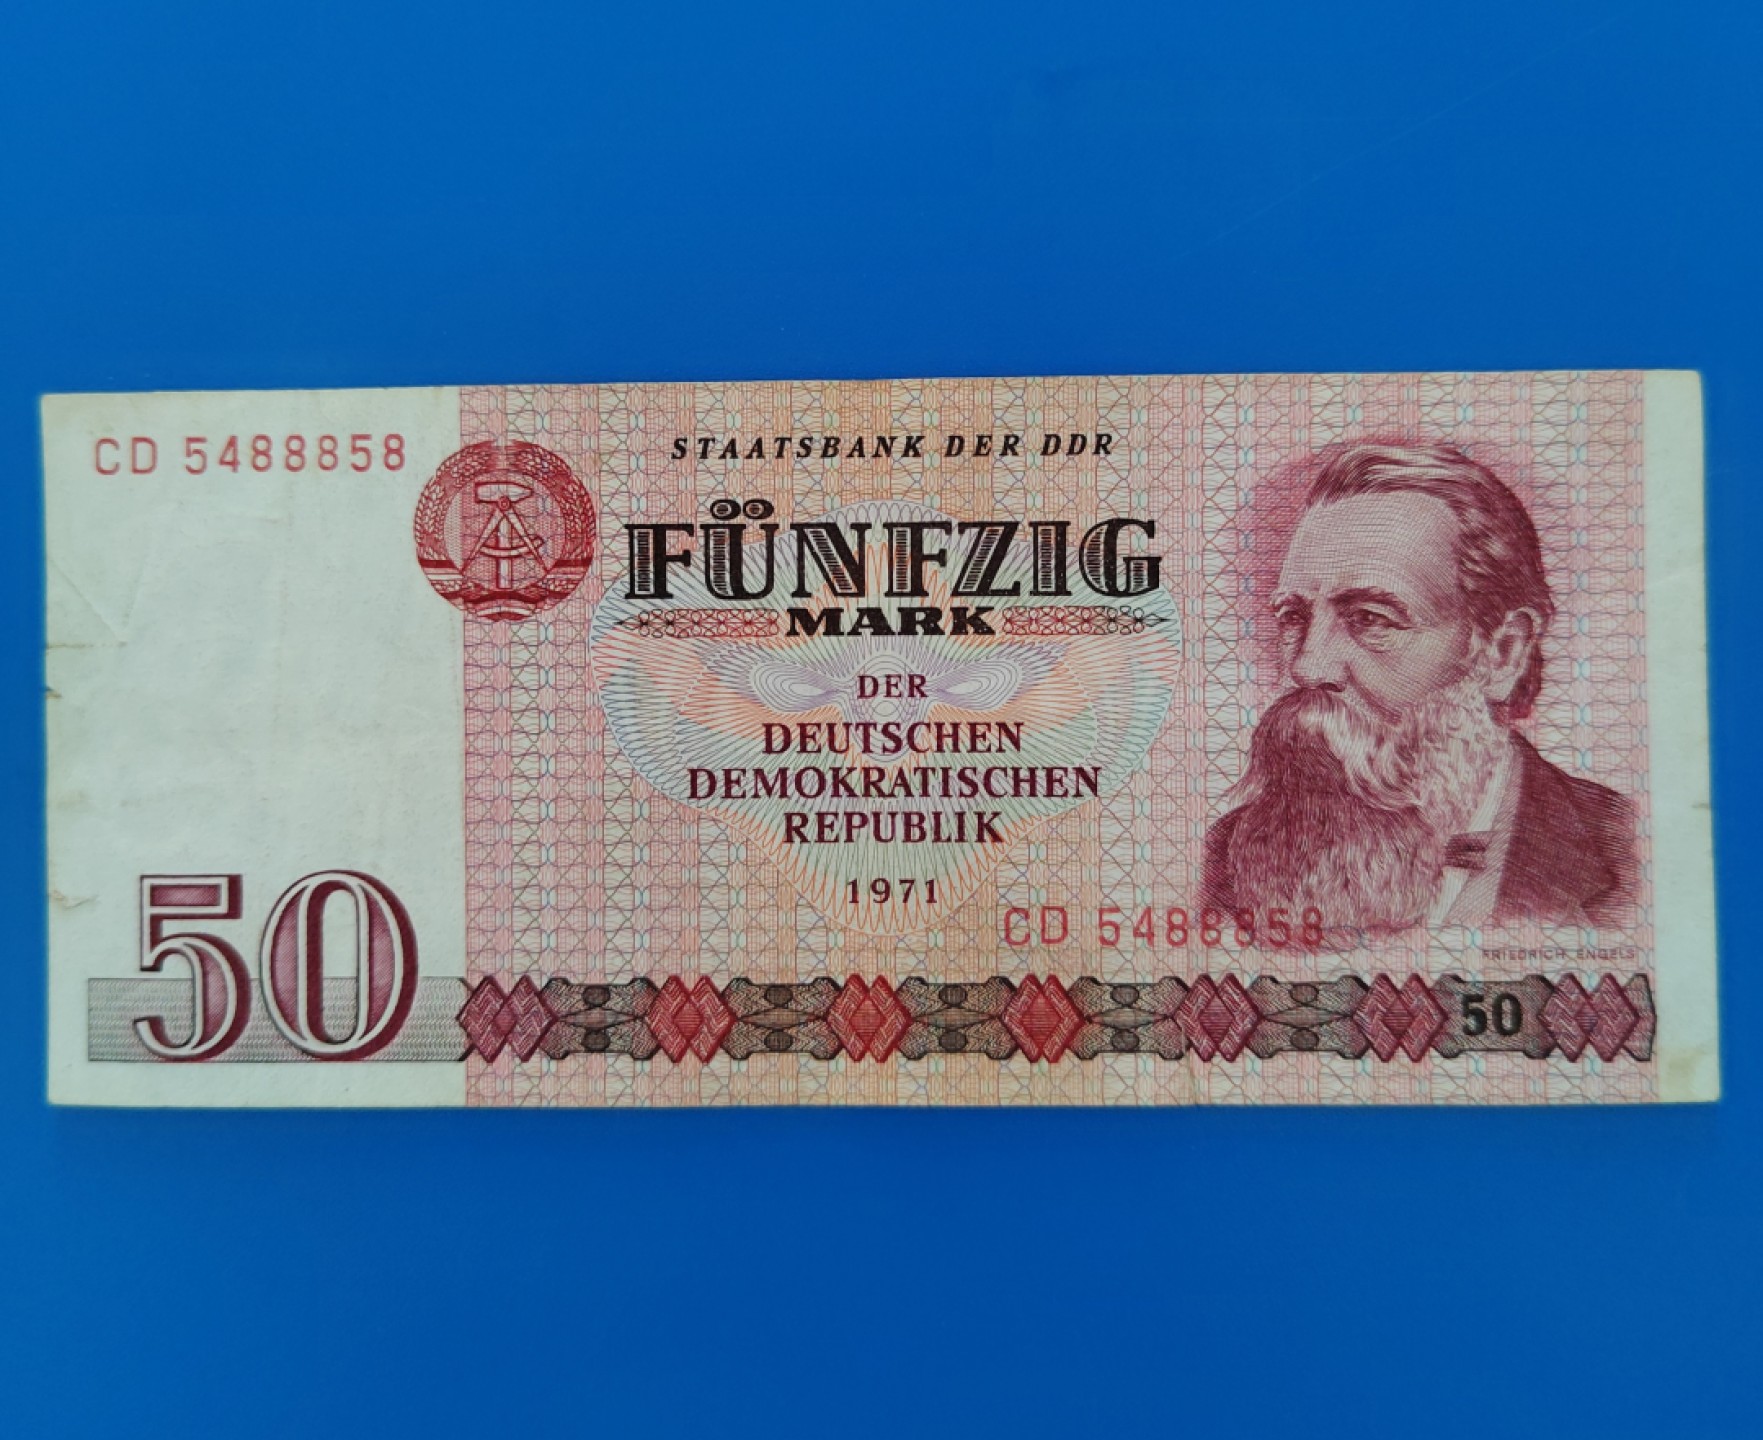 CD 5488858
STAATSBANK DER DDR
FÜNFZIG
MARK
DER
DEUTSCHEN
DEMOKRATISCHEN
REPUBLIK
1971
CD 5488858
FRIEDRICH ENGELS
50
50